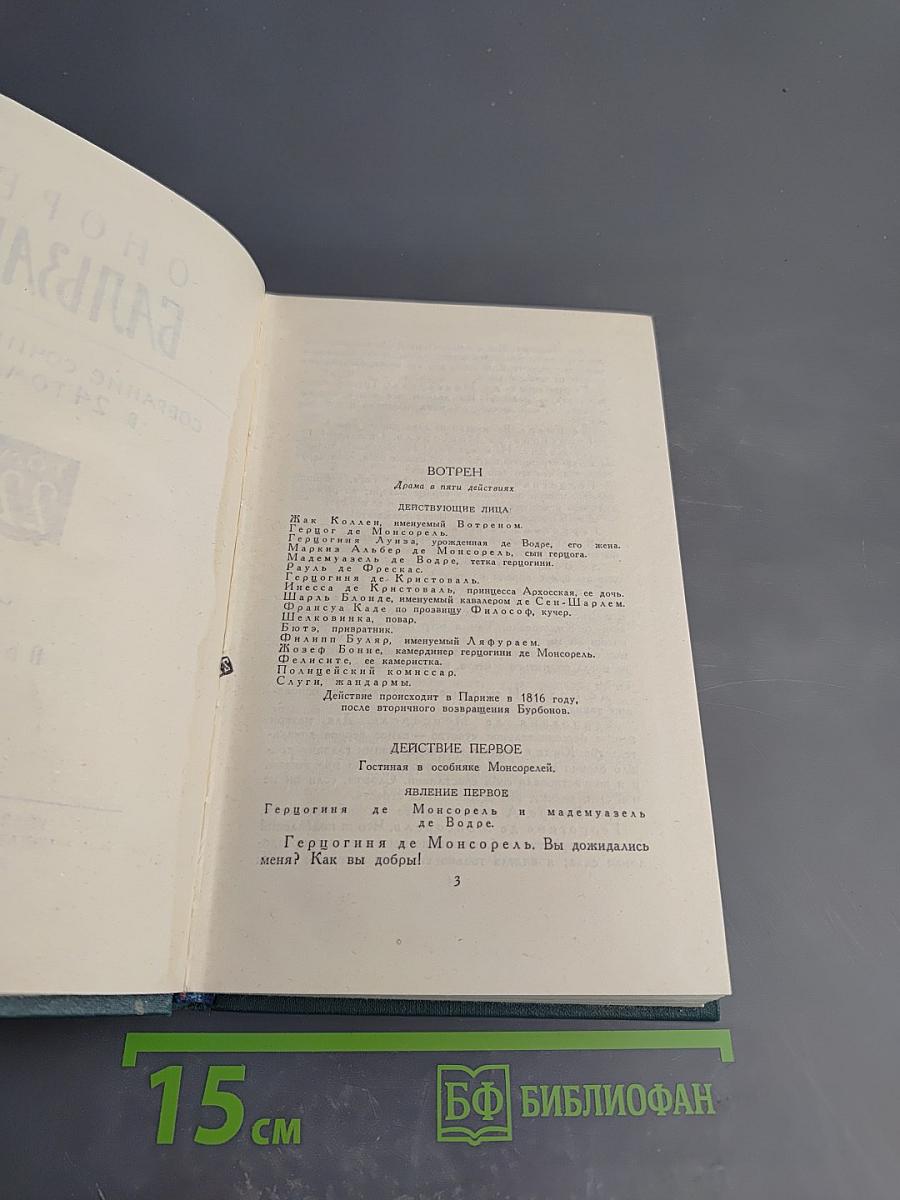 ВОТРЕН
Драма в пяти действиях
ДЕЙСТВУЮЩИЕ ЛИЦА:
Жак Коллен, именуемый Вотреном.
Герцог де Монсорель.
Герцогиня Луиза, урожденная де Водре, его жена.
Маркиз Альбер де Монсорель, сын герцога.
Мадемуазель де Водре, тетка герцогини.
Рауль де Фрескас.
Герцогиня де Кристоваль.
Инесса де Кристоваль, принцесса Архосская, ее дочь.
Шарль Блонде, именуемый кавалером де Сен-Шарлем.
Франсуа Каде по прозвищу Философ, кучер.
Шелковинка, повар.
Бютэ, привратник.
Филипп Буляр, именуемый Лафураем.
Жозеф Бонне, камердинер герцогини де Монсорель.
Фелисите, ее камеристка.
Полицейский комиссар.
Слуги, жандармы.
Действие происходит в Париже в 1816 году,
после вторичного возвращения Бурбонов.
ДЕЙСТВИЕ ПЕРВОЕ
Гостиная в особняке Монсорелей.
ЯВЛЕНИЕ ПЕРВОЕ
Герцогиня де Монсорель и мадемуазель
де Водре.
Герцогиня де Монсорель. Вы дожидались
меня? Как вы добры!
3
15 см
БФ БИБЛИОФАН